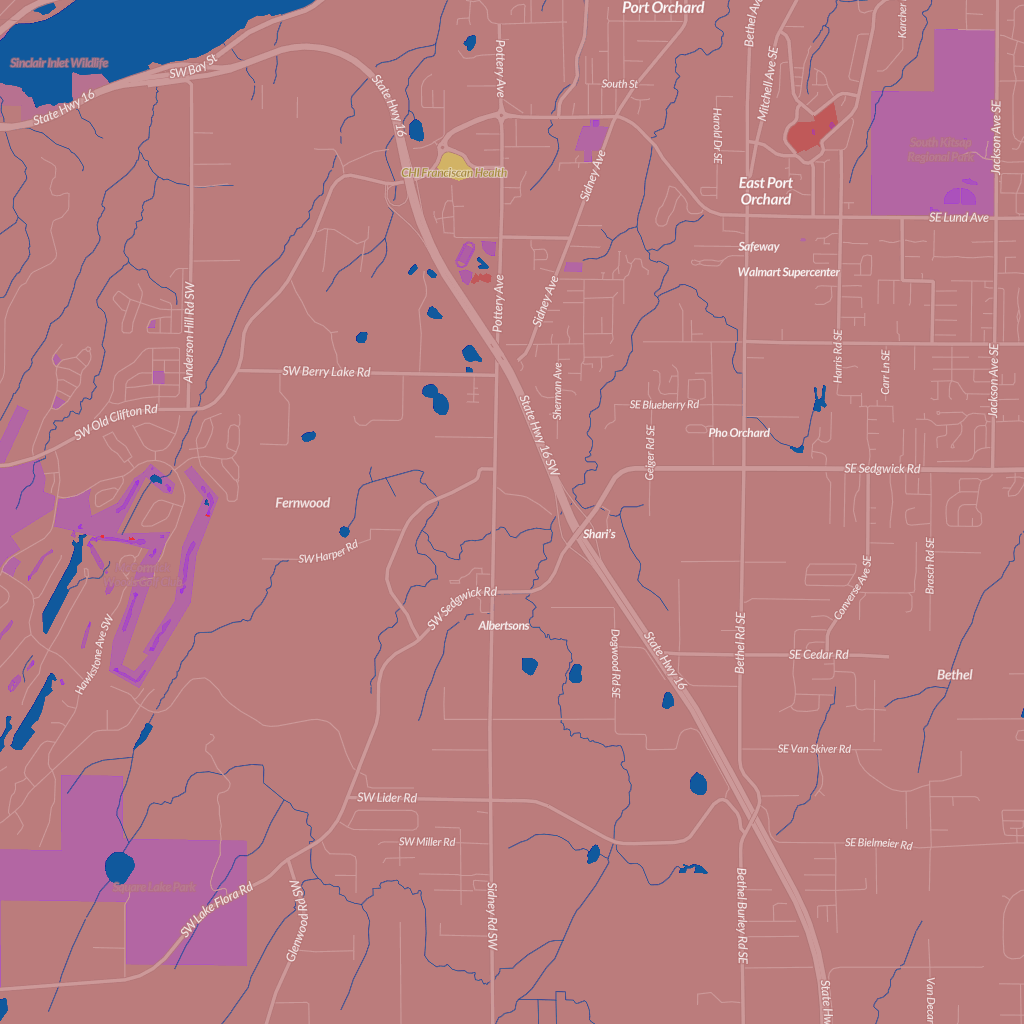 Port Orchard
Bethel Av
Karcher
Sinclair Inlet Wildlife
SW Bay St
State Hwy 16
State Hwy 16
Pottery Ave
South St
Mitchell Ave SE
Harold Dr SE
Jackson Ave SE
South Kitsap
Regional Park
CHI Franciscan Health
Sidney Ave
East Port
Orchard
SE Lund Ave
Safeway
Walmart Supercenter
Anderson Hill Rd SW
Pottery Ave
Sidney Ave
Harris Rd SE
Carr Ln SE
Jackson Ave SE
SW Berry Lake Rd
Sherman Ave
SW Old Clifton Rd
State Hwy 16 SW
SE Blueberry Rd
Geiger Rd SE
Pho Orchard
SE Sedgwick Rd
Fernwood
Shari's
SW Harper Rd
SW Sedgwick Rd
Converse Ave SE
Brasch Rd SE
Albertsons
Hawkstone Ave SW
Dogwood Rd SE
State Hwy 16
Bethel Rd SE
SE Cedar Rd
Bethel
SE Van Skiver Rd
SW Lider Rd
SW Miller Rd
SE Bielmeier Rd
Square Lake Park
SW Lake Flora Rd
Glenwood Rd SW
Sidney Rd SW
Bethel Burley Rd SE
State Hw
Van Decar